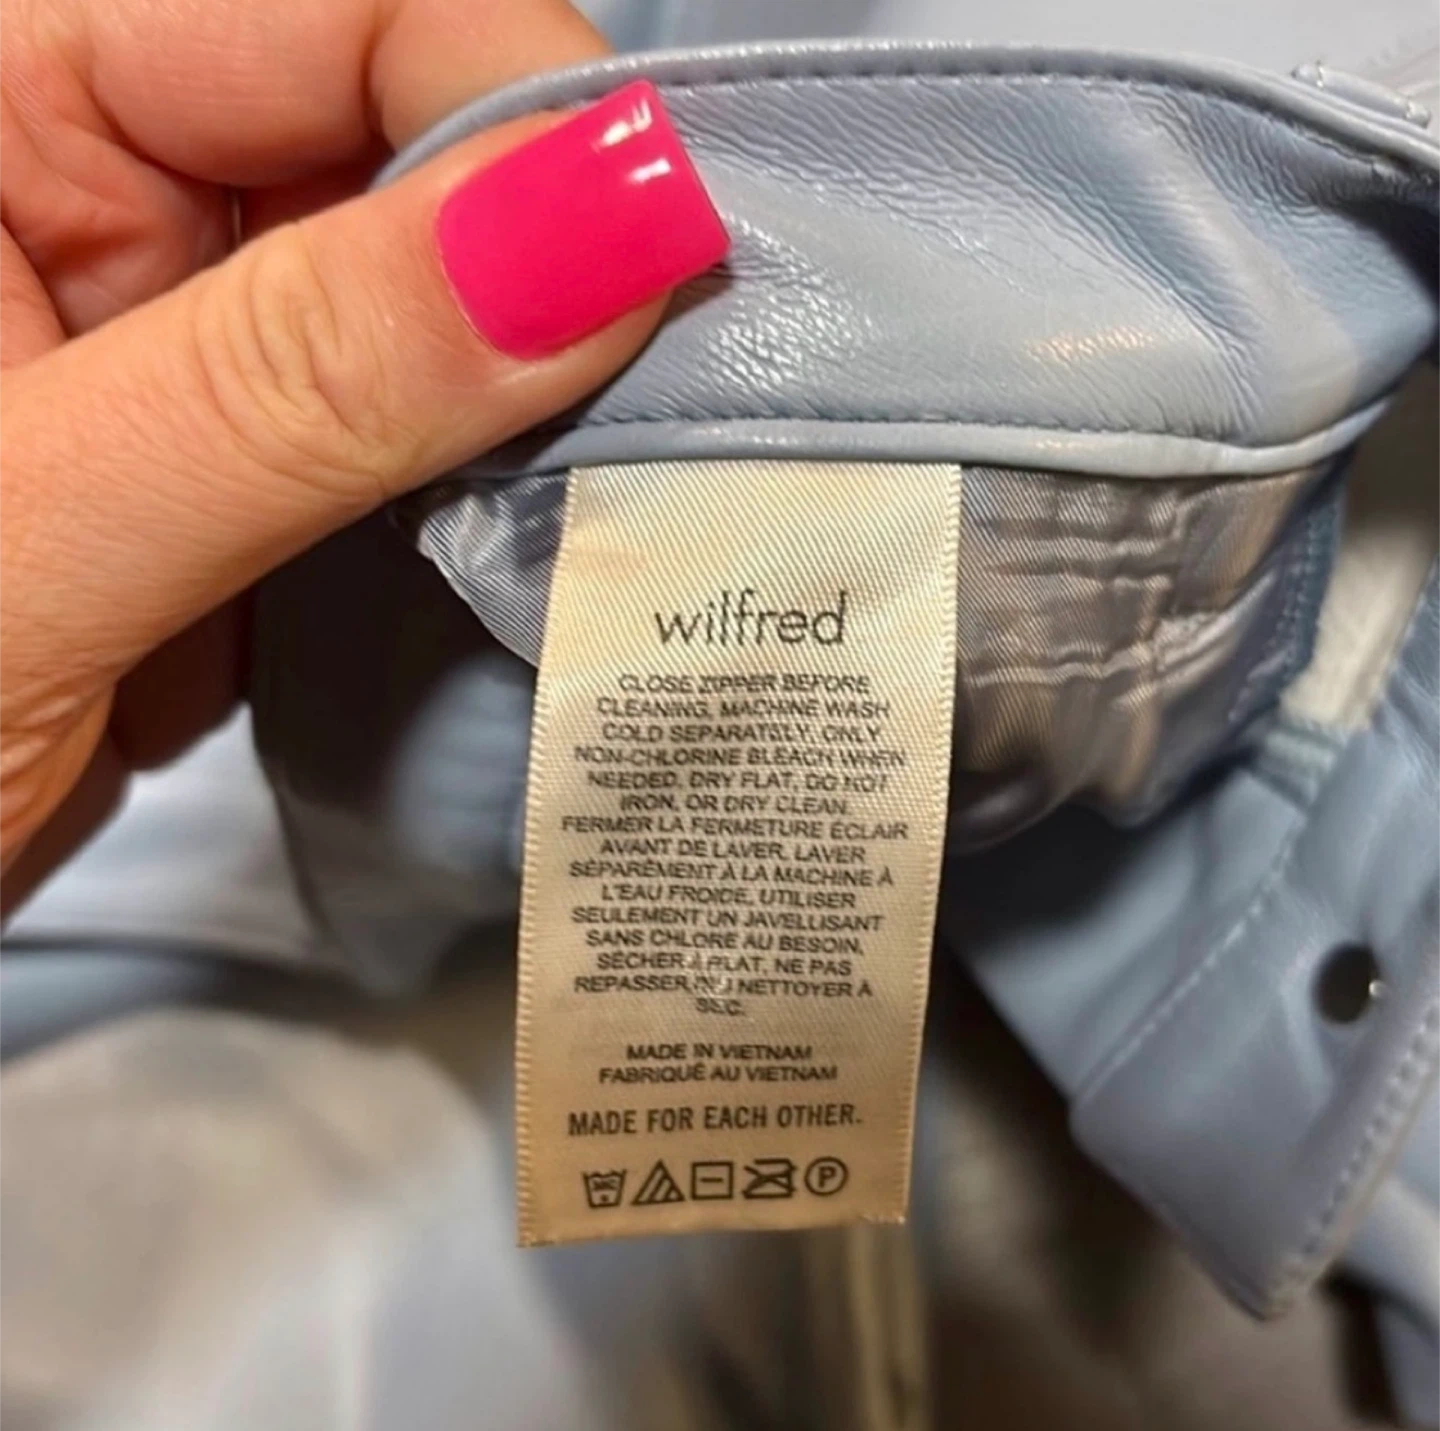 wilfred
CLOSE ZIPPER BEFORE
CLEANING, MACHINE WASH
COLD SEPARATELY, ONLY
NON-CHLORINE BLEACH WHEN
NEEDED, DRY FLAT, DO NOT
IRON, OR DRY CLEAN.
FERMER LA FERMETURE ÉCLAIR
AVANT DE LAVER, LAVER
SÉPARÉMENT À LA MACHINE À
L'EAU FROIDE, UTILISER
SEULEMENT UN JAVELLISANT
SANS CHLORE AU BESOIN,
SÉCHER À PLAT, NE PAS
REPASSER, OU NETTOYER À
SEC.
MADE IN VIETNAM
FABRIQUÉ AU VIETNAM
MADE FOR EACH OTHER.
P